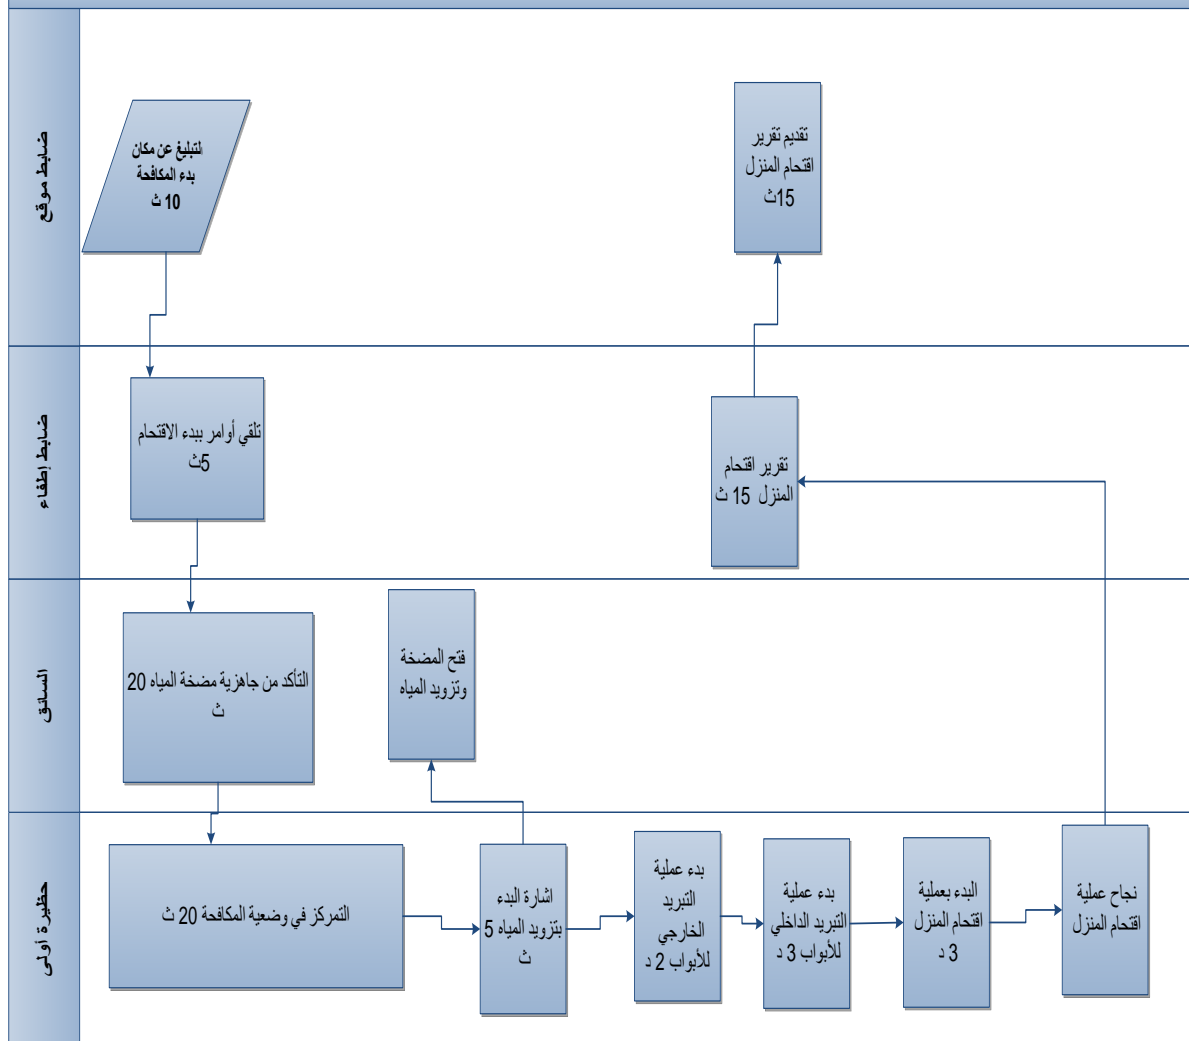 ضابط موقع
لتبليغ عن مكان
بدء المكافحة
10 ث
تقديم تقرير
اقتحام المنزل
15ث
ضابط إطفاء
تلقي أوامر ببدء الاقتحام
5ث
تقرير اقتحام
المنزل 15 ث
السائق
التأكد من جاهزية مضخة المياه 20
ث
فتح المضخة
وتزويد المياه
حظيرة أولى
التمركز في وضعية المكافحة 20 ث
اشارة البدء
بتزويد المياه 5
ث
بدء عملية
التبريد
الخارجي
للأبواب 2 د
بدء عملية
التبريد الداخلي
للأبواب 3 د
البدء بعملية
اقتحام المنزل
3 د
نجاح عملية
اقتحام المنزل